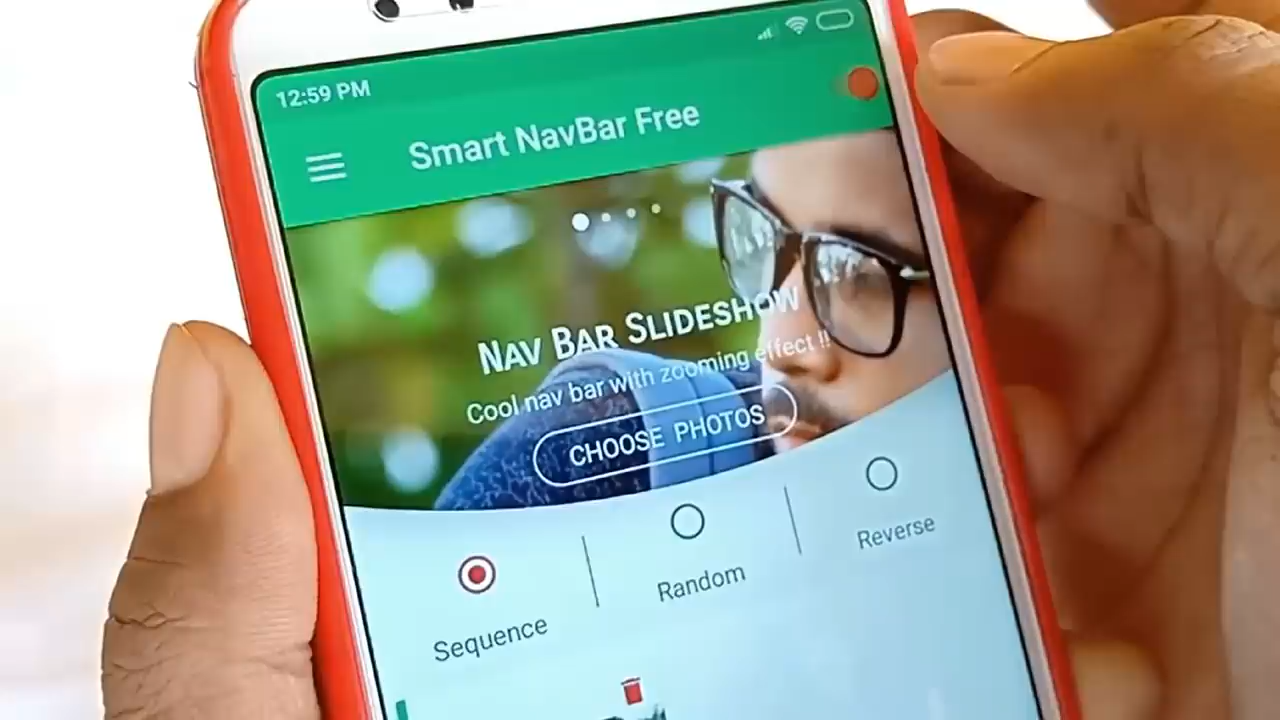 12:59 PM
Smart NavBar Free
NAV BAR SLIDESHOW
Cool nav bar with zooming effect !!
CHOOSE PHOTOS
Sequence
Random
Reverse